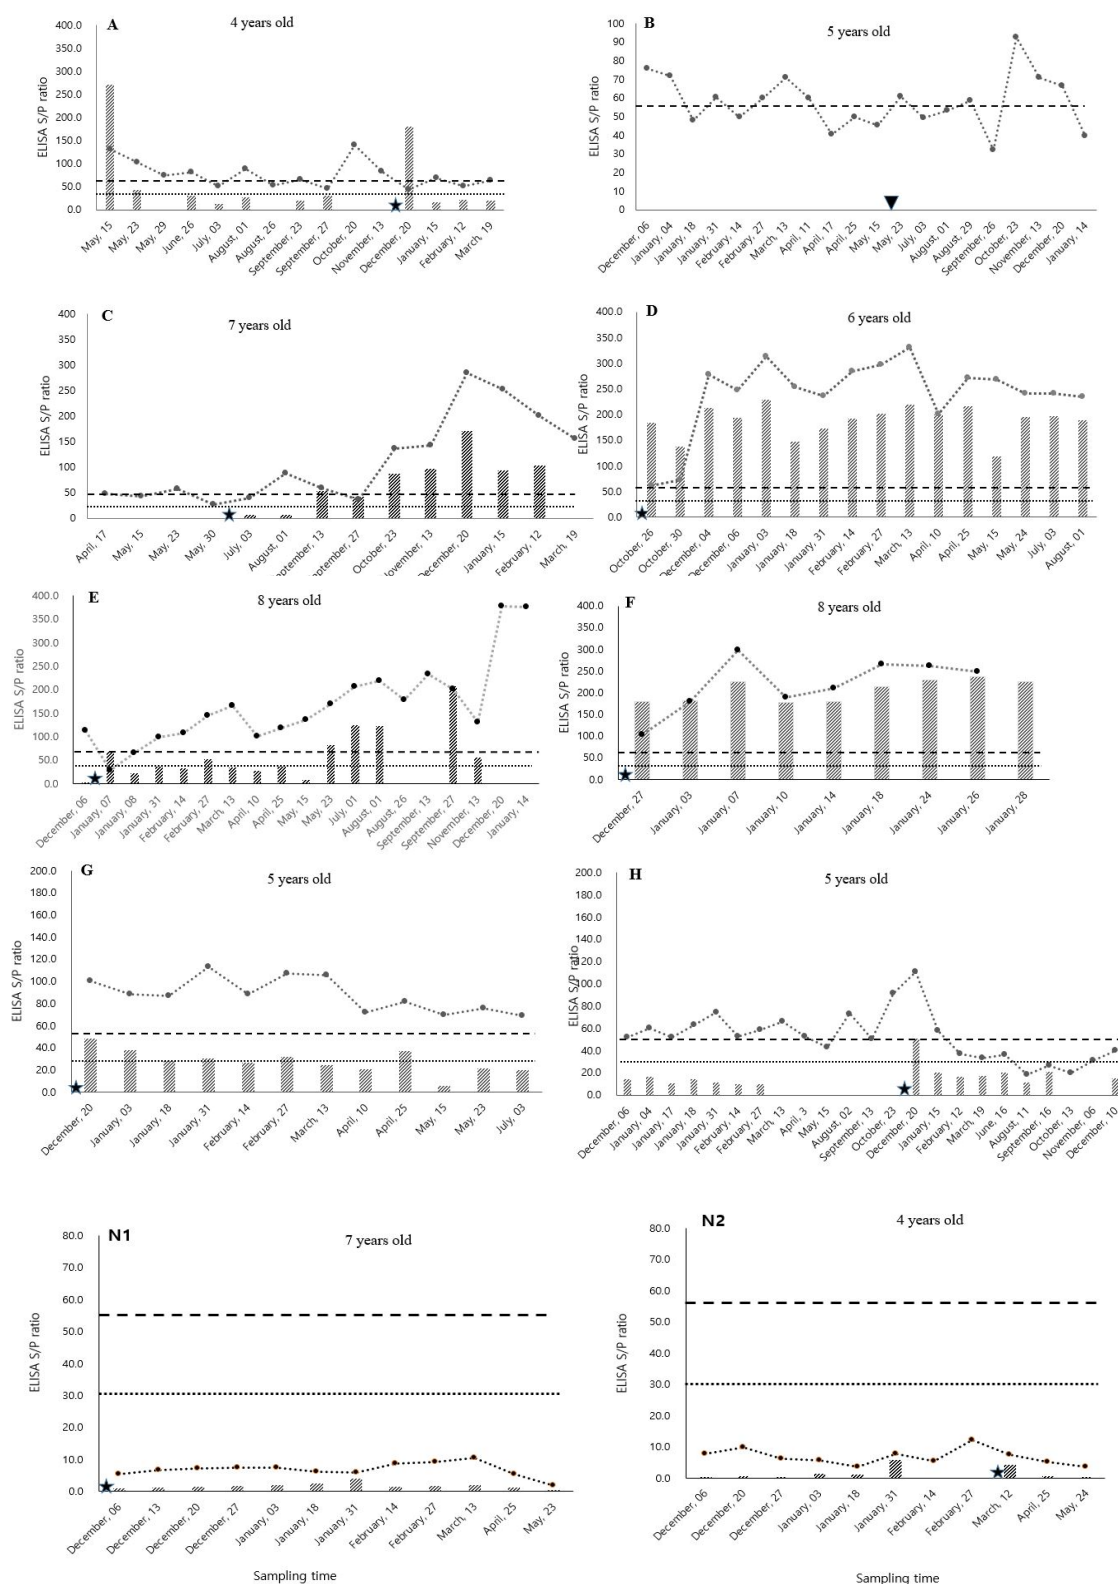 A
4 years old
400.0
350.0
300.0
250.0
200.0
150.0
100.0
50.0
0.0
ELISA S/P ratio
May, 15
May, 23
May, 29
June, 26
July, 03
August, 01
August, 26
September, 23
September, 27
October, 20
November, 13
December, 20
January, 15
February, 12
March, 19
B
5 years old
100
90
80
70
60
50
40
30
20
10
0
ELISA S/P ratio
December, 06
January, 04
January, 18
January, 31
February, 14
February, 27
March, 13
April, 11
April, 17
April, 25
May, 15
May, 23
July, 03
August, 01
August, 29
September, 26
October, 23
November, 13
December, 20
January, 14
C
7 years old
400
350
300
250
200
150
100
50
0
ELISA S/P ratio
April, 17
May, 15
May, 23
May, 30
July, 03
August, 01
eptember, 13
eptember, 27
October, 23
ovember, 13
December, 20
January, 15
February, 12
March, 19
D
6 years old
400.0
350.0
300.0
250.0
200.0
150.0
100.0
50.0
0.0
ELISA S/P ratio
October, 26
October, 30
December, 04
December, 06
January, 03
January, 18
January, 31
February, 14
February, 27
March, 13
April, 10
April, 25
May, 15
May, 24
July, 03
August, 01
E
8 years old
400.0
350.0
300.0
250.0
200.0
150.0
100.0
50.0
0.0
ELISA S/P ratio
December, 06
January, 07
January, 08
January, 31
February, 14
February, 27
March, 13
April, 10
April, 25
May, 15
May, 23
July, 01
August, 01
August, 26
September, 13
September, 27
November, 13
December, 20
January, 14
F
8 years old
400.0
350.0
300.0
250.0
200.0
150.0
100.0
50.0
0.0
ELISA S/P ratio
December, 27
January, 03
January, 07
January, 10
January, 14
January, 18
January, 24
January, 26
January, 28
G
5 years old
200.0
180.0
160.0
140.0
120.0
100.0
80.0
60.0
40.0
20.0
0.0
ELISA S/P ratio
December, 20
January, 03
January, 18
January, 31
February, 14
February, 27
March, 13
April, 10
April, 25
May, 15
May, 23
July, 03
H
5 years old
200.0
180.0
160.0
140.0
120.0
100.0
80.0
60.0
40.0
20.0
0.0
ELISA S/P ratio
December, 06
January, 04
January, 17
January, 18
January, 31
February, 14
February, 27
March, 13
April, 3
May, 15
August, 02
September, 13
October, 23
December, 20
January, 15
February, 12
March, 19
June, 16
August, 11
September, 16
October, 13
November, 06
December, 10
N1
7 years old
80.0
70.0
60.0
50.0
40.0
30.0
20.0
10.0
0.0
ELISA S/P ratio
December, 06
December, 13
December, 20
December, 27
January, 03
January, 18
January, 31
February, 14
February, 27
March, 13
April, 25
May, 23
Sampling time
N2
4 years old
80.0
70.0
60.0
50.0
40.0
30.0
20.0
10.0
0.0
ELISA S/P ratio
December, 06
December, 20
December, 27
January, 03
January, 18
January, 31
February, 14
February, 27
March, 12
April, 25
May, 24
Sampling time